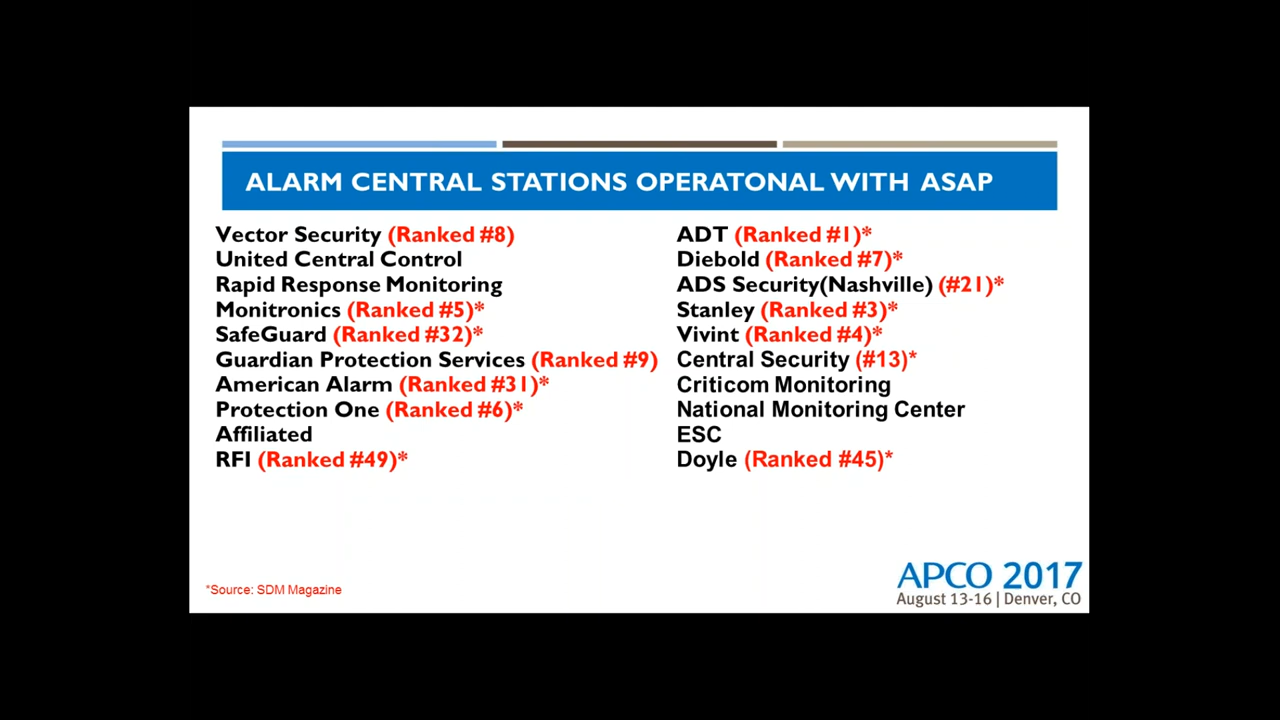 ALARM CENTRAL STATIONS OPERATONAL WITH ASAP
Vector Security (Ranked #8)
United Central Control
Rapid Response Monitoring
Monitronics (Ranked #5)*
SafeGuard (Ranked #32)*
Guardian Protection Services (Ranked #9)
American Alarm (Ranked #31)*
Protection One (Ranked #6)*
Affiliated
RFI (Ranked #49)*
ADT (Ranked #1)*
Diebold (Ranked #7)*
ADS Security(Nashville) (#21)*
Stanley (Ranked #3)*
Vivint (Ranked #4)*
Central Security (#13)*
Criticom Monitoring
National Monitoring Center
ESC
Doyle (Ranked #45)*
*Source: SDM Magazine
APCO 2017
August 13-16 | Denver, CO